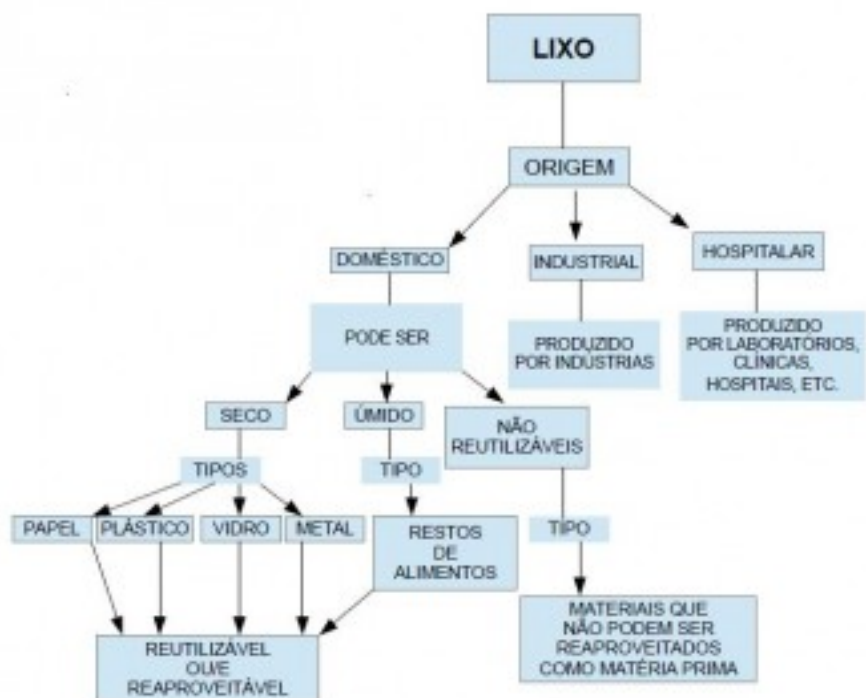 LIXO
ORIGEM
DOMÉSTICO
INDUSTRIAL
HOSPITALAR
PODE SER
PRODUZIDO
POR INDÚSTRIAS
PRODUZIDO
POR LABORATÓRIOS,
CLÍNICAS,
HOSPITAIS, ETC.
SECO
ÚMIDO
NÃO
REUTILIZÁVEIS
TIPOS
TIPO
PAPEL
PLÁSTICO
VIDRO
METAL
RESTOS
DE
ALIMENTOS
TIPO
REUTILIZÁVEL
OU/E
REAPROVEITÁVEL
MATERIAIS QUE
NÃO PODEM SER
REAPROVEITADOS
COMO MATÉRIA PRIMA